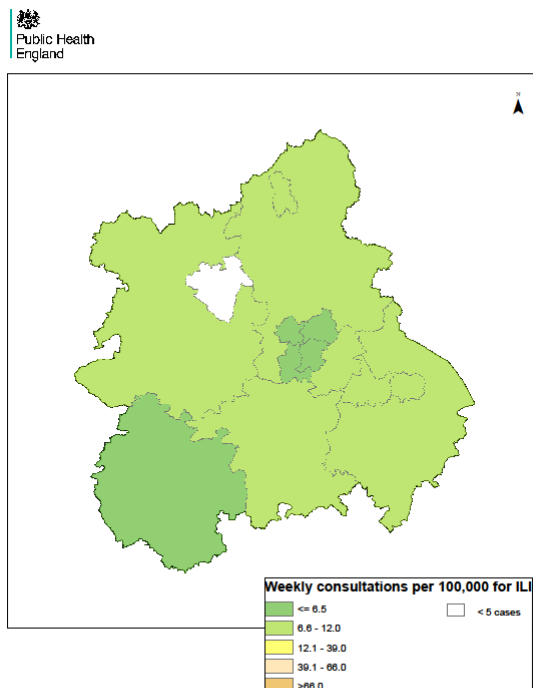 Public Health
England
N
Weekly consultations per 100,000 for ILI
<= 6.5
< 5 cases
6.6 - 12.0
12.1 - 39.0
39.1 - 66.0
>66.0